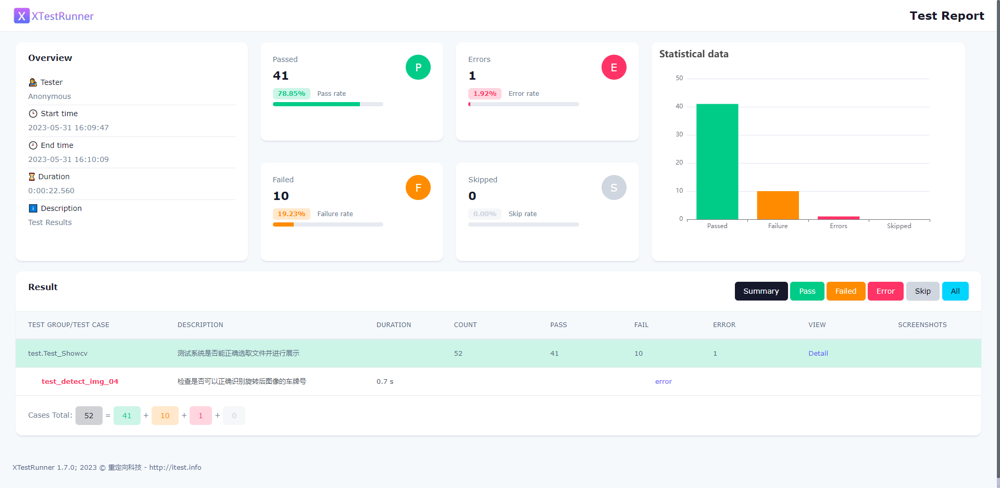 X XTestRunner
Test Report
Overview
Tester
Anonymous
Start time
2023-05-31 16:09:47
End time
2023-05-31 16:10:09
Duration
0:00:22.560
i Description
Test Results
Passed
41
P
78.85% Pass rate
Errors
1
E
1.92% Error rate
Failed
10
F
19.23% Failure rate
Skipped
0
S
0.00% Skip rate
Statistical data
50
40
30
20
10
0
Passed Failure Errors Skipped
Result
Summary Pass Failed Error Skip All
TEST GROUP/TEST CASE DESCRIPTION DURATION COUNT PASS FAIL ERROR VIEW SCREENSHOTS
test.Test_Showcv 测试系统是否能正确选取文件并进行展示 52 41 10 1 Detail
test_detect_img_04 检查是否可以正确识别旋转后图像的车牌号 0.7 s error
Cases Total: 52 = 41 + 10 + 1 + 0
XTestRunner 1.7.0; 2023 © 重定向科技 - http://itest.info